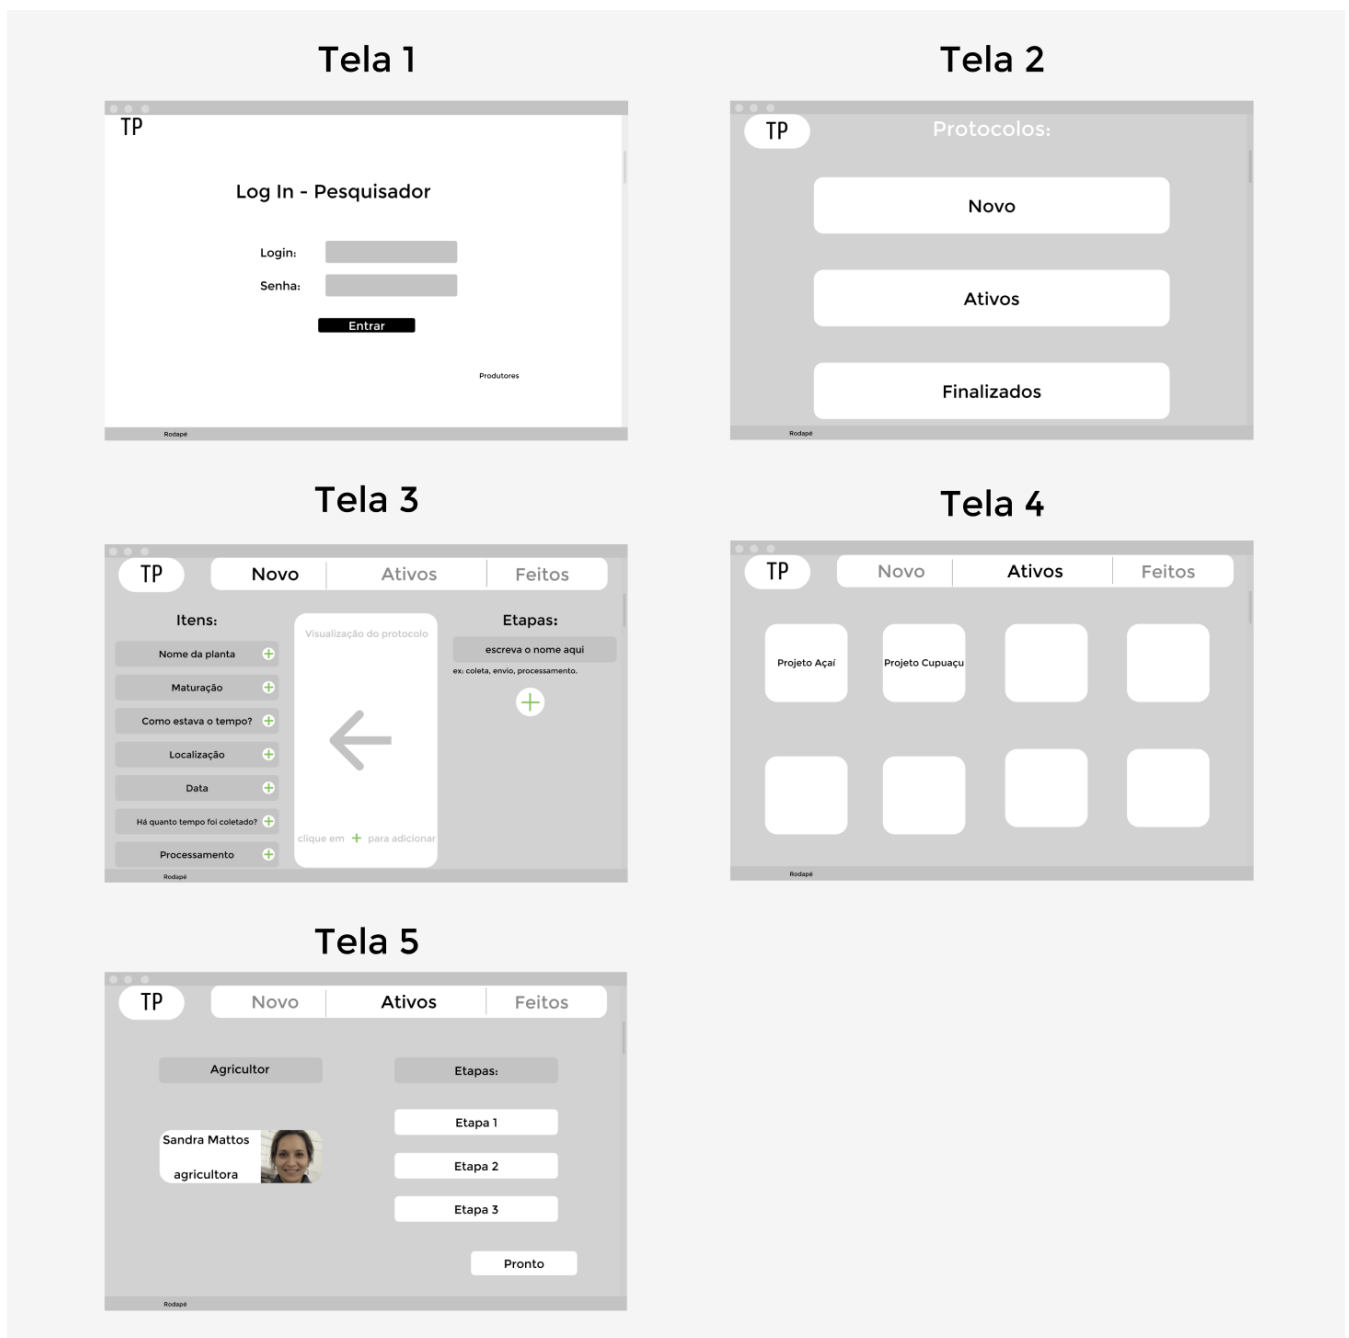 Tela 1
TP
Log In - Pesquisador
Login:
Senha:
Entrar
Produtores
Rodapé
Tela 2
TP
Protocolos:
Novo
Ativos
Finalizados
Rodapé
Tela 3
TP
Novo
Ativos
Feitos
Itens:
Nome da planta
Maturação
Como estava o tempo?
Localização
Data
Há quanto tempo foi coletado?
Processamento
Visualização do protocolo
clique em + para adicionar
Etapas:
escreva o nome aqui
ex: coleta, envio, processamento.
Rodapé
Tela 4
TP
Novo
Ativos
Feitos
Projeto Açaí
Projeto Cupuaçu
Rodapé
Tela 5
TP
Novo
Ativos
Feitos
Agricultor
Sandra Mattos
agricultora
Etapas:
Etapa 1
Etapa 2
Etapa 3
Pronto
Rodapé